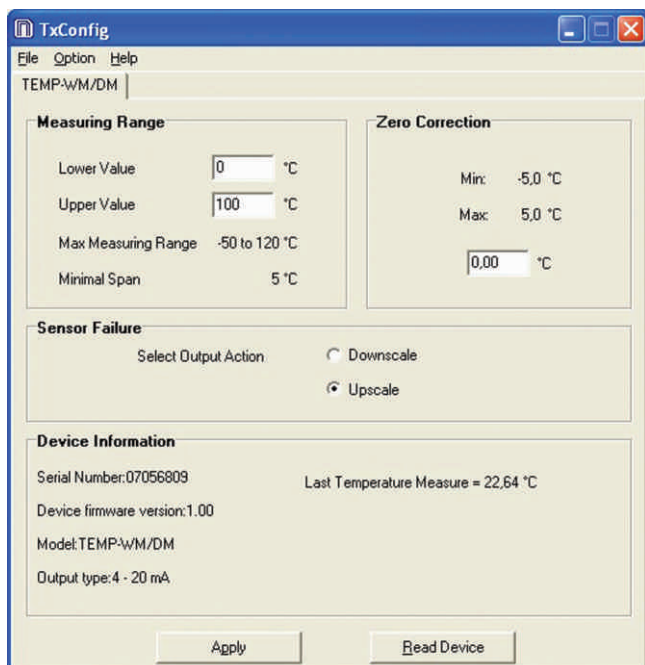 TxConfig
File Option Help
TEMP-WM/DM
Measuring Range
Lower Value 0 °C
Upper Value 100 °C
Max Measuring Range -50 to 120 °C
Minimal Span 5 °C
Zero Correction
Min: -5,0 °C
Max: 5,0 °C
0,00 °C
Sensor Failure
Select Output Action Downscale
Upscale
Device Information
Serial Number:07056809
Last Temperature Measure = 22,64 °C
Device firmware version:1.00
Model:TEMP-WM/DM
Output type:4 - 20 mA
Apply Read Device